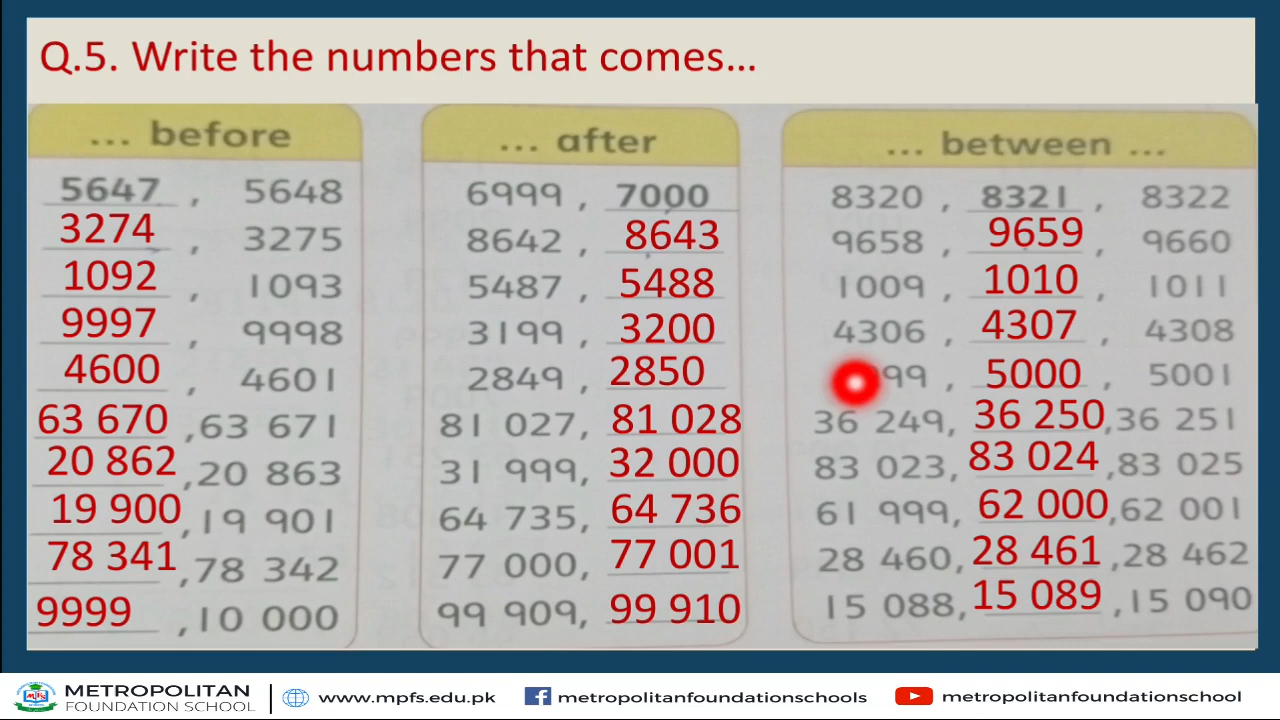 Q.5. Write the numbers that comes...
... before
5647 , 5648
3274 , 3275
1092 , 1093
9997 , 9998
4600 , 4601
63 670 ,63 671
20 862 ,20 863
19 900 ,19 901
78 341 ,78 342
9999 ,10 000
... after
6999 , 7000
8642 , 8643
5487 , 5488
3199 , 3200
2849 , 2850
81 027, 81 028
31 999, 32 000
64 735, 64 736
77 000, 77 001
99 909, 99 910
... between ...
8320 , 8321 , 8322
9658 , 9659 , 9660
1009 , 1010 , 1011
4306 , 4307 , 4308
, 5000 , 5001
36 249, 36 250 ,36 251
83 023, 83 024 ,83 025
61 999, 62 000 ,62 001
28 460, 28 461 ,28 462
15 088, 15 089 ,15 090
METROPOLITAN
FOUNDATION SCHOOL
www.mpfs.edu.pk
metropolitanfoundationschools
metropolitanfoundationschool